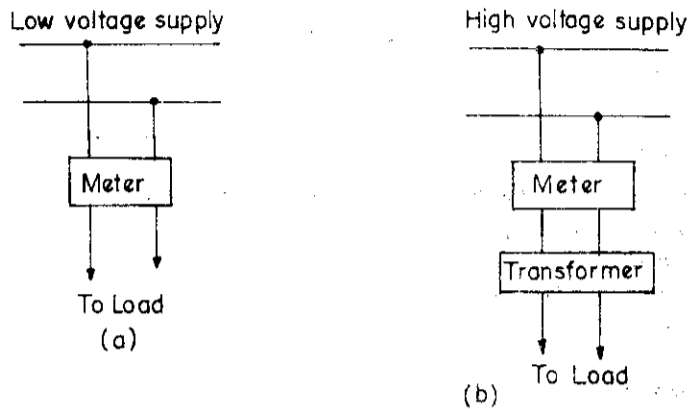 Low voltage supply
Meter
To Load
(a)
High voltage supply
Meter
Transformer
To Load
(b)